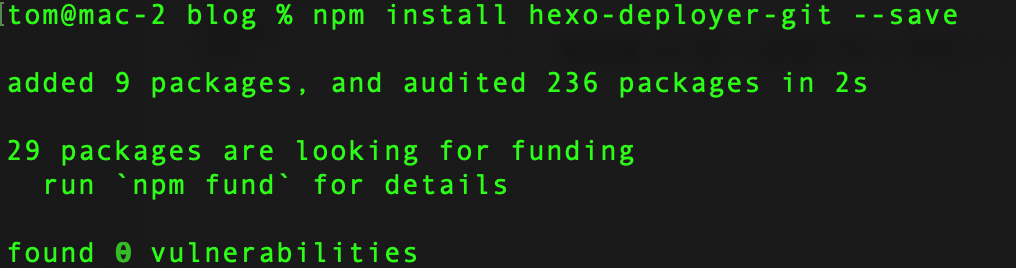 tom@mac-2 blog % npm install hexo-deployer-git --save
added 9 packages, and audited 236 packages in 2s
29 packages are looking for funding
run `npm fund` for details
found 0 vulnerabilities